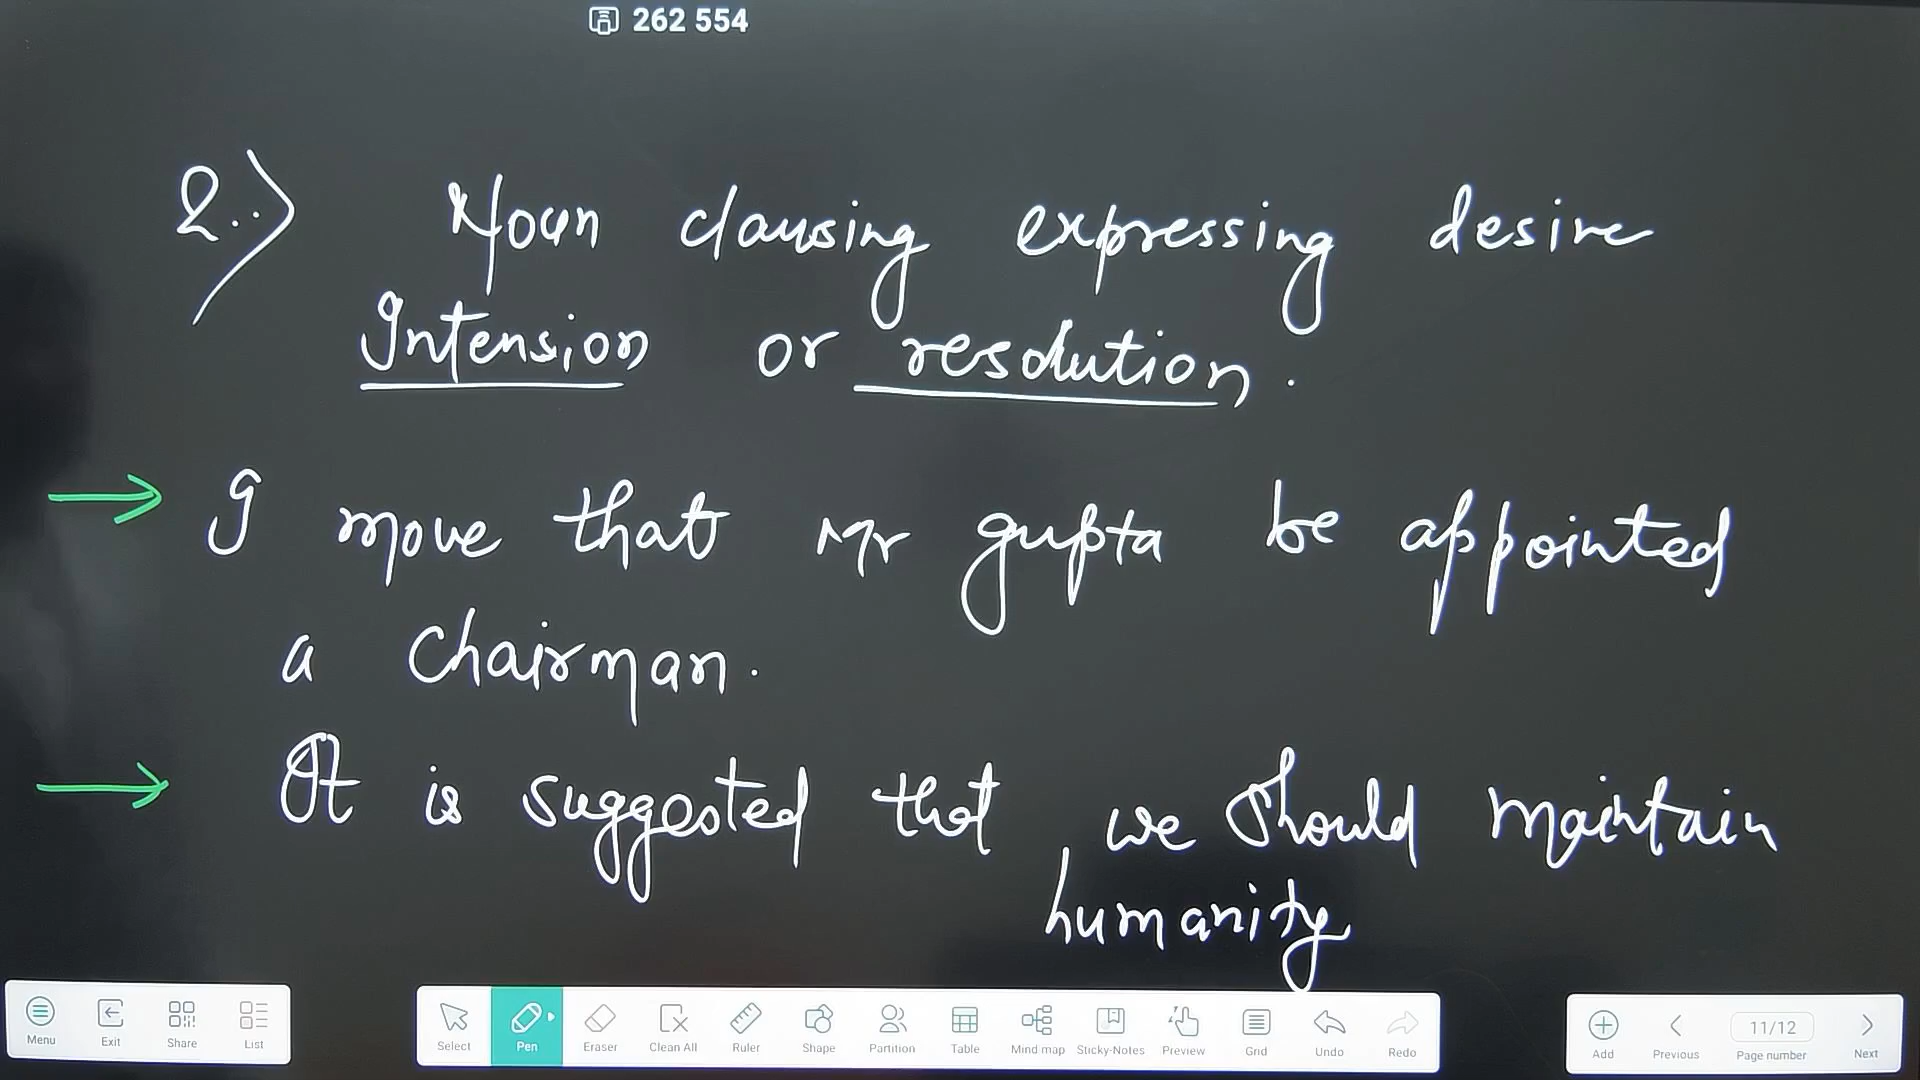 262 554
2.) Noun clausing expressing desire
Intension or resolution.
I move that Mr gupta be appointed
a Chairman.
It is suggested that we should maintain
humanity
Menu Exit Share List Select Pen Eraser Clean All Ruler Shape Partition Table Mind map Sticky-Notes Preview Grid Undo Redo Add Previous 11/12 Page number Next